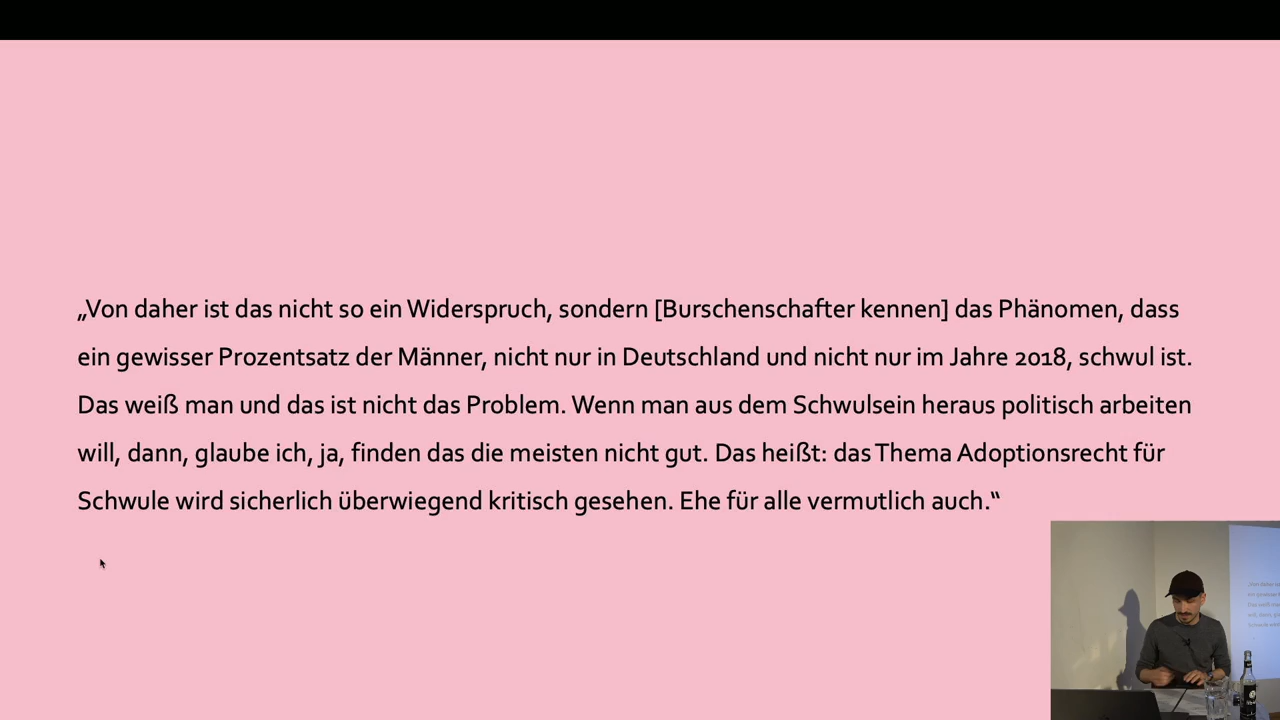 „Von daher ist das nicht so ein Widerspruch, sondern [Burschenschafter kennen] das Phänomen, dass
ein gewisser Prozentsatz der Männer, nicht nur in Deutschland und nicht nur im Jahre 2018, schwul ist.
Das weiß man und das ist nicht das Problem. Wenn man aus dem Schwulsein heraus politisch arbeiten
will, dann, glaube ich, ja, finden das die meisten nicht gut. Das heißt: das Thema Adoptionsrecht für
Schwule wird sicherlich überwiegend kritisch gesehen. Ehe für alle vermutlich auch.“